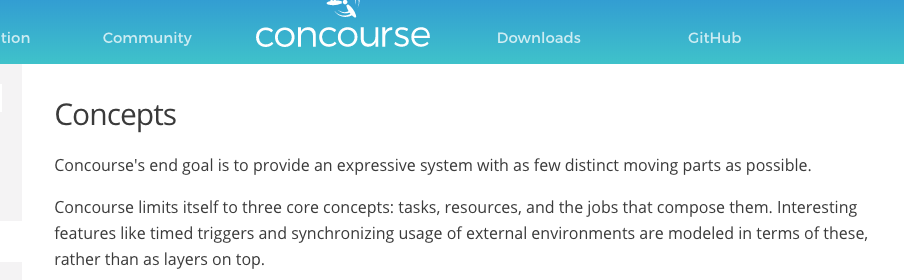 tion Community concourse Downloads GitHub
Concepts
Concourse's end goal is to provide an expressive system with as few distinct moving parts as possible.
Concourse limits itself to three core concepts: tasks, resources, and the jobs that compose them. Interesting
features like timed triggers and synchronizing usage of external environments are modeled in terms of these,
rather than as layers on top.